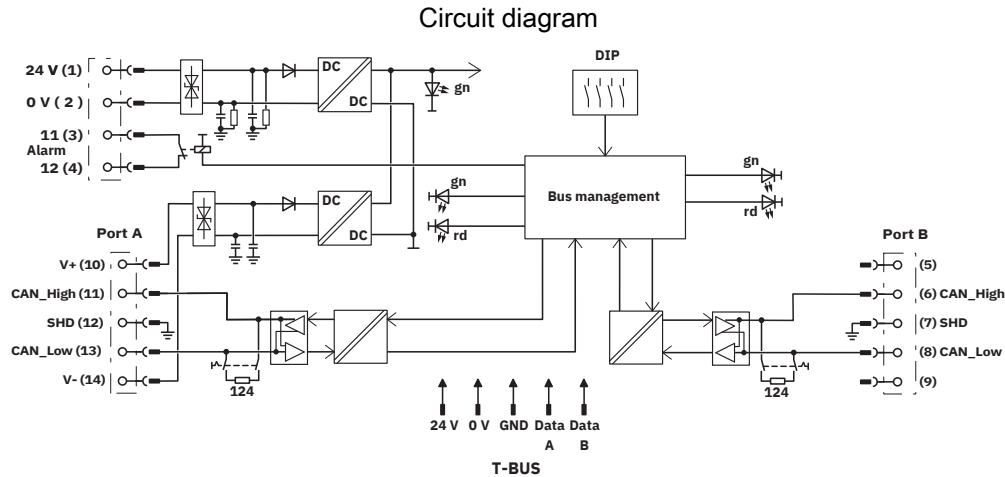 Circuit diagram
24 V (1)
0 V ( 2 )
11 (3)
Alarm
12 (4)
DC
DC
gn
DIP
Bus management
gn
rd
gn
rd
DC
DC
Port A
V+ (10)
CAN_High (11)
SHD (12)
CAN_Low (13)
V- (14)
124
Port B
(5)
(6) CAN_High
(7) SHD
(8) CAN_Low
(9)
124
24 V 0 V GND Data Data
A B
T-BUS